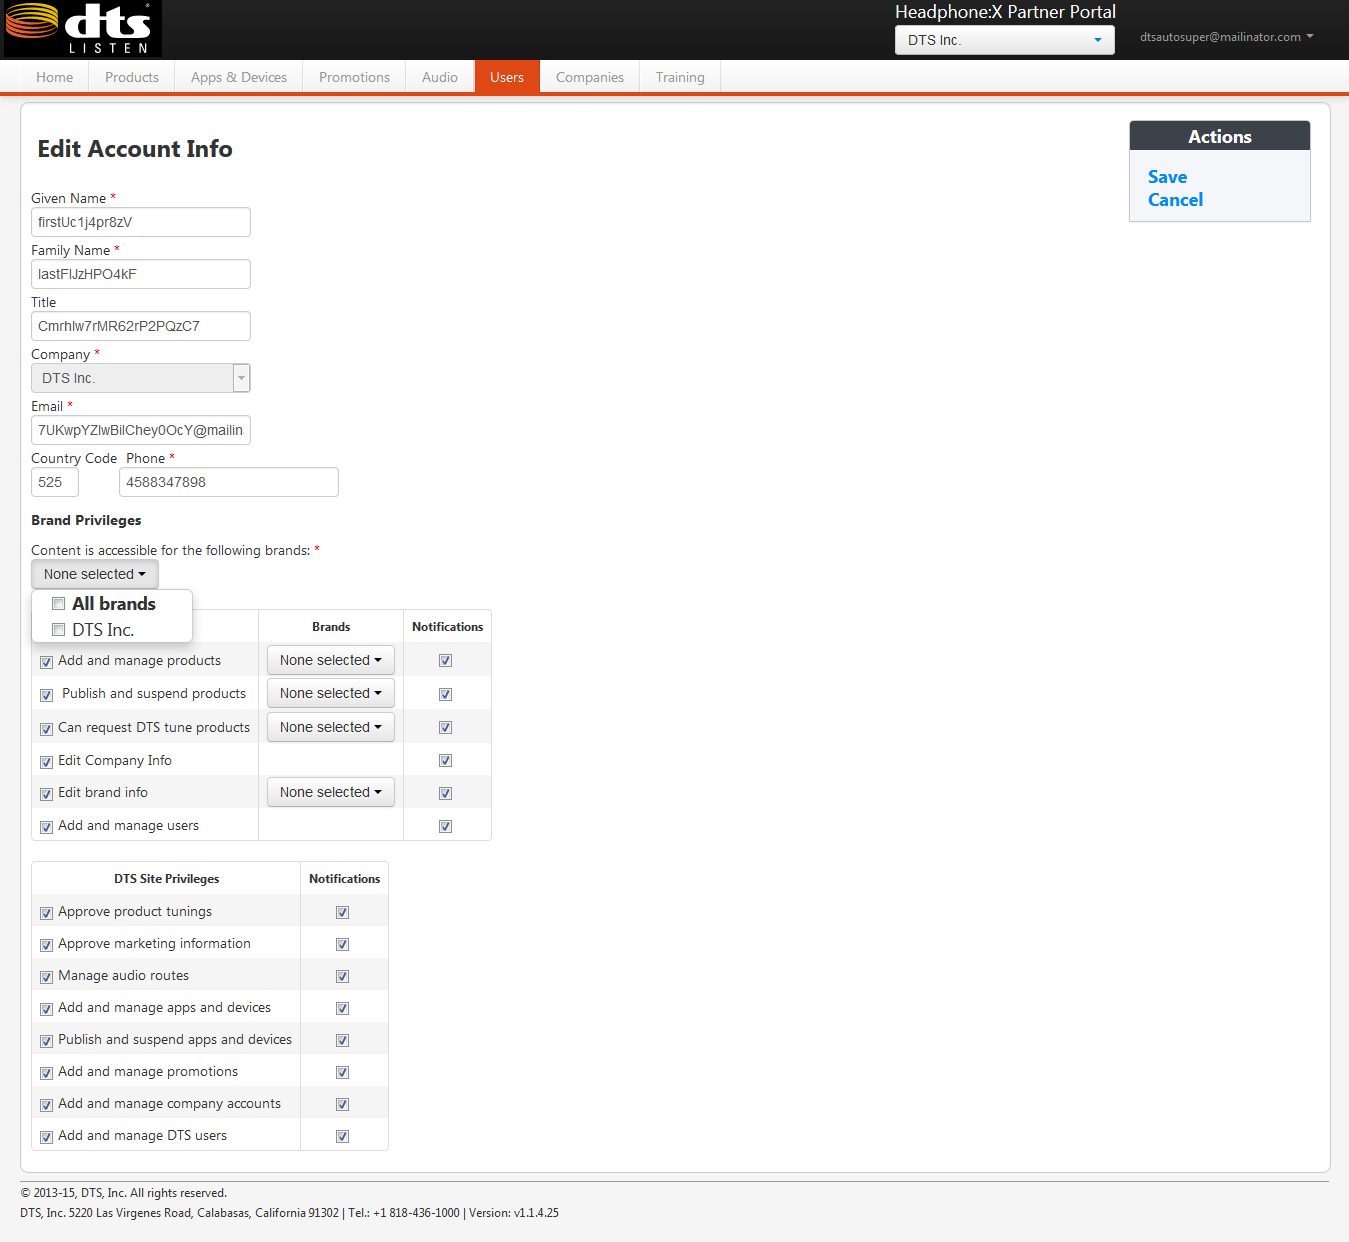 dts
LISTEN
Headphone:X Partner Portal
DTS Inc.
dtsautosuper@mailinator.com
Home Products Apps & Devices Promotions Audio Users Companies Training
Edit Account Info
Actions
Save
Cancel
Given Name *
firstUc1j4pr8zV
Family Name *
Title
Cmrhlw7rMR62rP2PQzC7
Company *
DTS Inc.
Email *
Country Code Phone *
525 4588347898
Brand Privileges
Content is accessible for the following brands: *
None selected
All brands
DTS Inc.
Brands Notifications
Add and manage products None selected
Publish and suspend products None selected
Can request DTS tune products None selected
Edit Company Info
Edit brand info None selected
Add and manage users
DTS Site Privileges Notifications
Approve product tunings
Approve marketing information
Manage audio routes
Add and manage apps and devices
Publish and suspend apps and devices
Add and manage promotions
Add and manage company accounts
Add and manage DTS users
© 2013-15, DTS, Inc. All rights reserved.
DTS, Inc. 5220 Las Virgenes Road, Calabasas, California 91302 | Tel.: +1 818-436-1000 | Version: v1.1.4.25